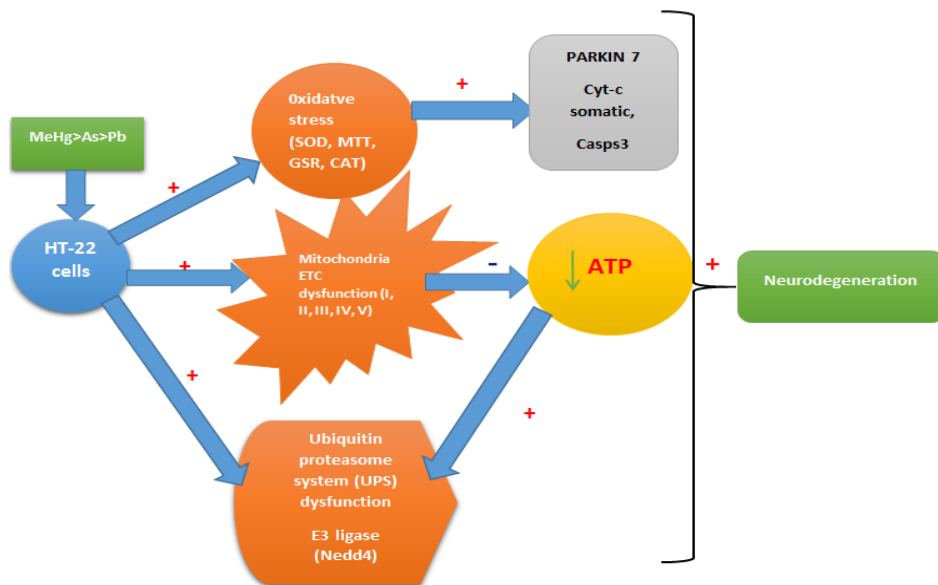 MeHg>As>Pb
HT-22
cells
+
+
+
0xidatve
stress
(SOD, MTT,
GSR, CAT)
+
PARKIN 7
Cyt-c
somatic,
Casps3
Mitochondria
ETC
dysfunction (I,
II, III, IV, V)
-
↓ ATP
+
+
Neurodegeneration
Ubiquitin
proteasome
system (UPS)
dysfunction
E3 ligase
(Nedd4)